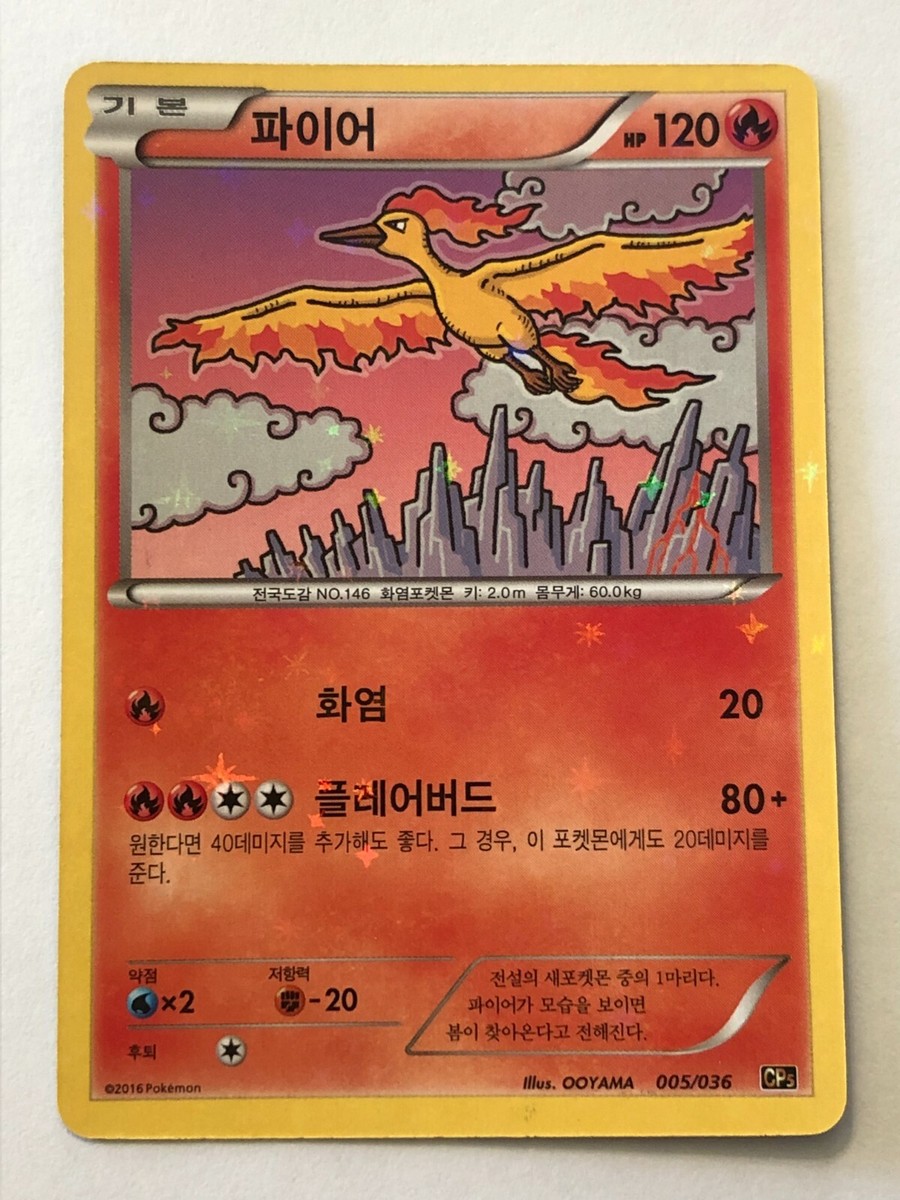 기본 파이어 HP 120
전국도감 NO.146 화염포켓몬 키: 2.0m 몸무게: 60.0kg
화염 20
플레어버드 80+
원한다면 40데미지를 추가해도 좋다. 그 경우, 이 포켓몬에게도 20데미지를
준다.
약점 저항력
×2 -20
후퇴
전설의 새포켓몬 중의 1마리다.
파이어가 모습을 보이면
봄이 찾아온다고 전해진다.
©2016 Pokémon Illus. OOYAMA 005/036 CP5